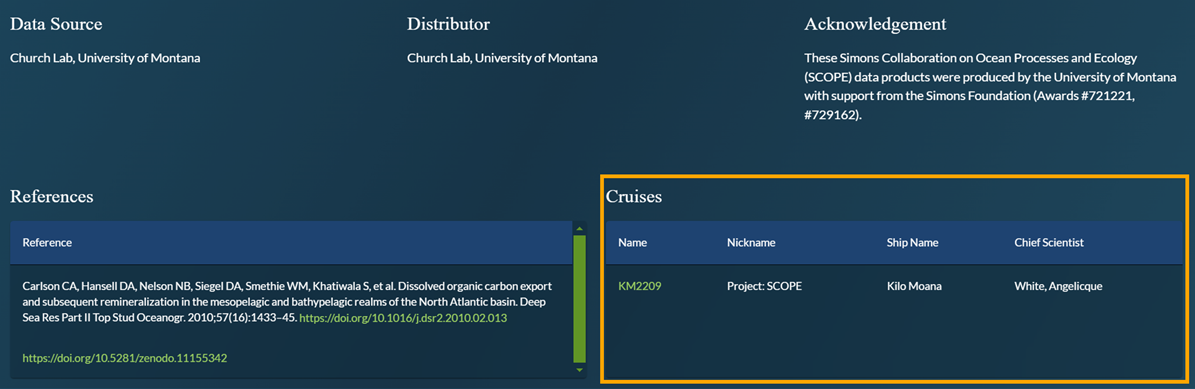 Data Source
Church Lab, University of Montana
Distributor
Church Lab, University of Montana
Acknowledgement
These Simons Collaboration on Ocean Processes and Ecology
(SCOPE) data products were produced by the University of Montana
with support from the Simons Foundation (Awards #721221,
#729162).
References
Reference
Carlson CA, Hansell DA, Nelson NB, Siegel DA, Smethie WM, Khatiwala S, et al. Dissolved organic carbon export
and subsequent remineralization in the mesopelagic and bathypelagic realms of the North Atlantic basin. Deep
Sea Res Part II Top Stud Oceanogr. 2010;57(16):1433–45. https://doi.org/10.1016/j.dsr2.2010.02.013
https://doi.org/10.5281/zenodo.11155342
Cruises
Name Nickname Ship Name Chief Scientist
KM2209 Project: SCOPE Kilo Moana White, Angelicque